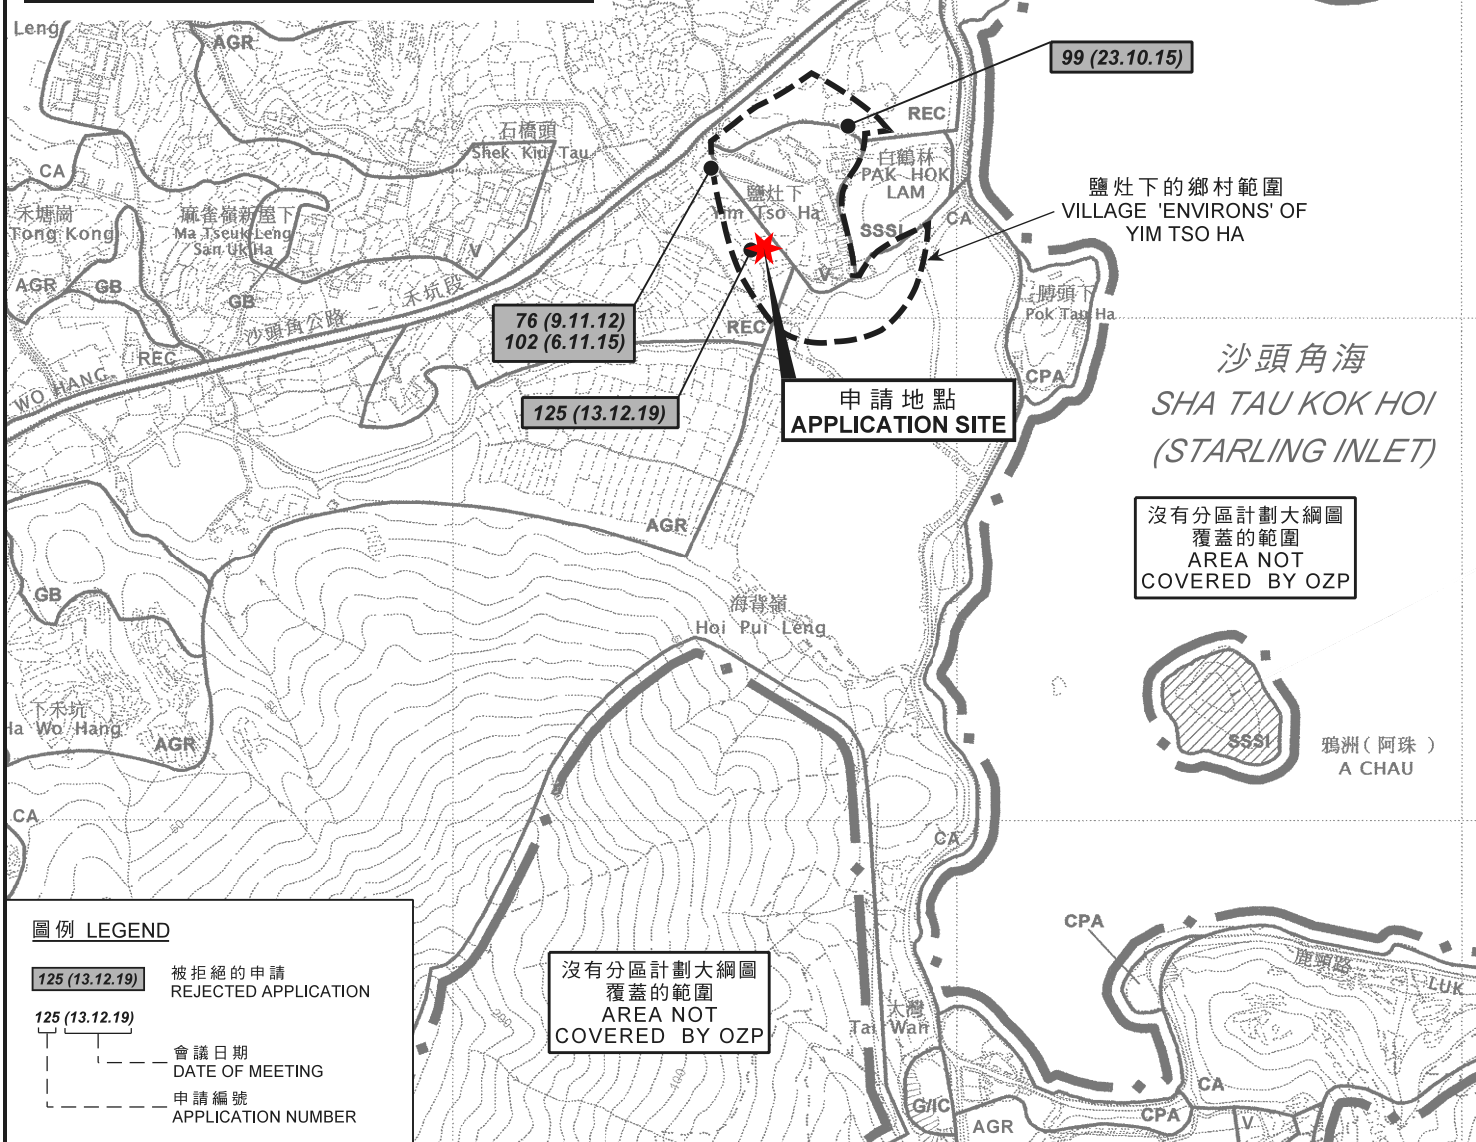 Leng
AGR
99 (23.10.15)
REC
石橋頭
Shek Kiu Tau
CA
白鶴林
PAK HOK
LAM
鹽灶下
Yim Tso Ha
鹽灶下的鄉村範圍
VILLAGE 'ENVIRONS' OF
YIM TSO HA
禾塘崗
Tong Kong
麻雀嶺新屋下
Ma Tseuk Leng
San Uk Ha
V
SSSI
CA
V
AGR
GB
GB
沙頭角公路 一 禾坑段
76 (9.11.12)
102 (6.11.15)
REC
膊頭下
Pok Tau Ha
REC
WO HANG
CPA
沙頭角海
SHA TAU KOK HOI
(STARLING INLET)
125 (13.12.19)
申請地點
APPLICATION SITE
AGR
沒有分區計劃大綱圖
覆蓋的範圍
AREA NOT
COVERED BY OZP
GB
海背嶺
Hoi Pui Leng
下禾坑
Ha Wo Hang
AGR
SSSI
鴉洲 ( 阿珠 )
A CHAU
CA
50
CA
圖例 LEGEND
125 (13.12.19)
被拒絕的申請
REJECTED APPLICATION
125 (13.12.19)
會議日期
DATE OF MEETING
申請編號
APPLICATION NUMBER
沒有分區計劃大綱圖
覆蓋的範圍
AREA NOT
COVERED BY OZP
CPA
鹿頸路
LUK
大灣
Tai Wan
400
CA
G/IC
AGR
CPA
V